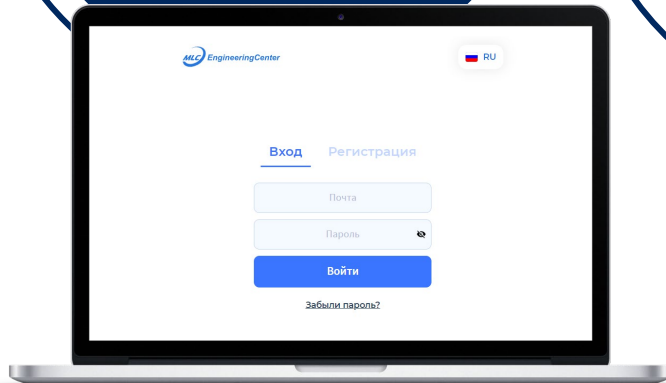 MLC EngineeringCenter
RU
Вход Регистрация
Почта
Пароль
Войти
Забыли пароль?